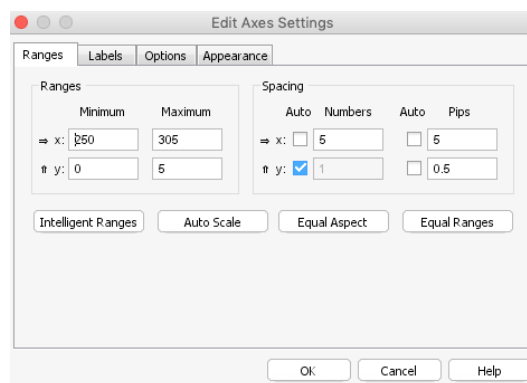 Edit Axes Settings
Ranges Labels Options Appearance
Ranges Spacing
Minimum Maximum Auto Numbers Auto Pips
⇒ x: 250 305 ⇒ x: 5 5
⇑ y: 0 5 ⇑ y: 1 0.5
Intelligent Ranges Auto Scale Equal Aspect Equal Ranges
OK Cancel Help